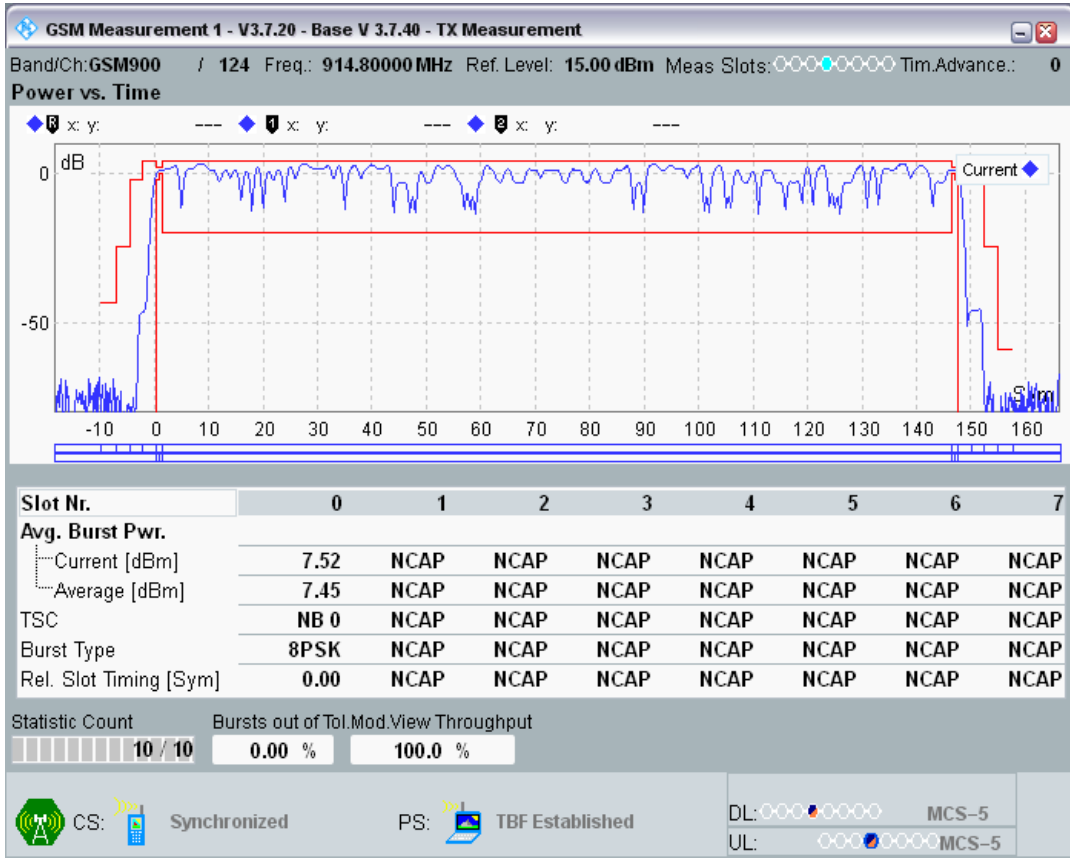 GSM Measurement 1 - V3.7.20 - Base V 3.7.40 - TX Measurement
Band/Ch:GSM900 / 124 Freq.: 914.80000 MHz Ref. Level: 15.00 dBm Meas Slots: Tim.Advance.: 0
Power vs. Time
R x: y: --- 1 x: y: --- 2 x: y: ---
dB
Current
0
-50
Sym
-10 0 10 20 30 40 50 60 70 80 90 100 110 120 130 140 150 160
Slot Nr. 0 1 2 3 4 5 6 7
Avg. Burst Pwr.
Current [dBm] 7.52 NCAP NCAP NCAP NCAP NCAP NCAP NCAP
Average [dBm] 7.45 NCAP NCAP NCAP NCAP NCAP NCAP NCAP
TSC NB 0 NCAP NCAP NCAP NCAP NCAP NCAP NCAP
Burst Type 8PSK NCAP NCAP NCAP NCAP NCAP NCAP NCAP
Rel. Slot Timing [Sym] 0.00 NCAP NCAP NCAP NCAP NCAP NCAP NCAP
Statistic Count Bursts out of Tol.Mod.View Throughput
10 / 10 0.00 % 100.0 %
CS: Synchronized PS: TBF Established DL: MCS-5
UL: MCS-5